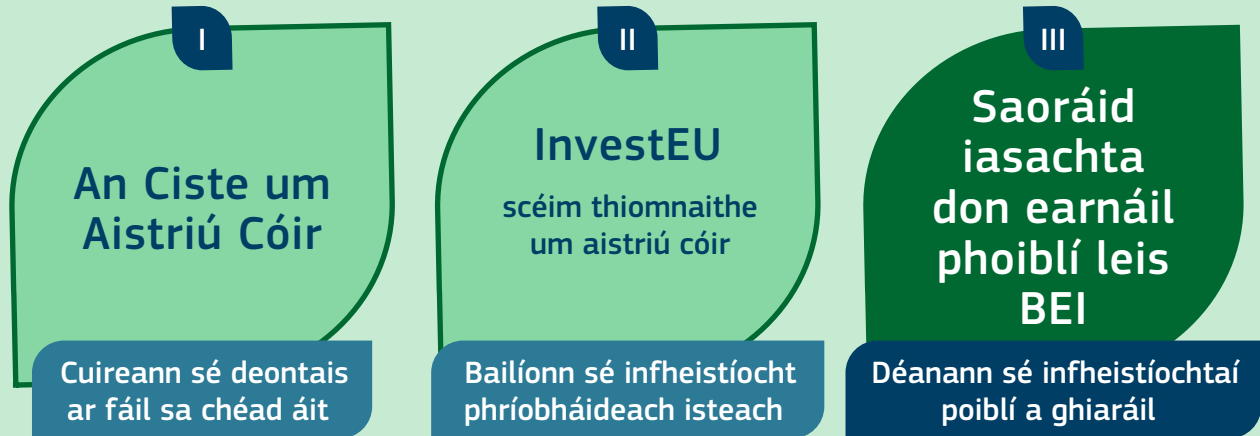 I
An Ciste um
Aistriú Cóir
Cuireann sé deontais
ar fáil sa chéad áit
II
InvestEU
scéim thiomnaithe
um aistriú cóir
Bailíonn sé infheistíocht
phríobháideach isteach
III
Saoráid
iasachta
don earnáil
phoiblí leis
BEI
Déanann sé infheistíochtaí
poiblí a ghiaráil